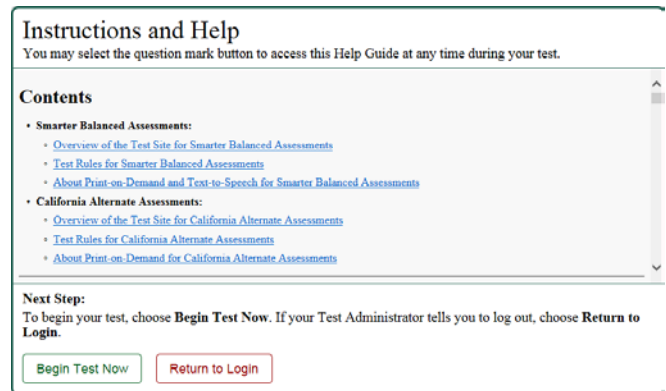 Instructions and Help
You may select the question mark button to access this Help Guide at any time during your test.
Contents
• Smarter Balanced Assessments:
◦ Overview of the Test Site for Smarter Balanced Assessments
◦ Test Rules for Smarter Balanced Assessments
◦ About Print-on-Demand and Text-to-Speech for Smarter Balanced Assessments
• California Alternate Assessments:
◦ Overview of the Test Site for California Alternate Assessments
◦ Test Rules for California Alternate Assessments
◦ About Print-on-Demand for California Alternate Assessments
Next Step:
To begin your test, choose Begin Test Now. If your Test Administrator tells you to log out, choose Return to
Login.
Begin Test Now Return to Login